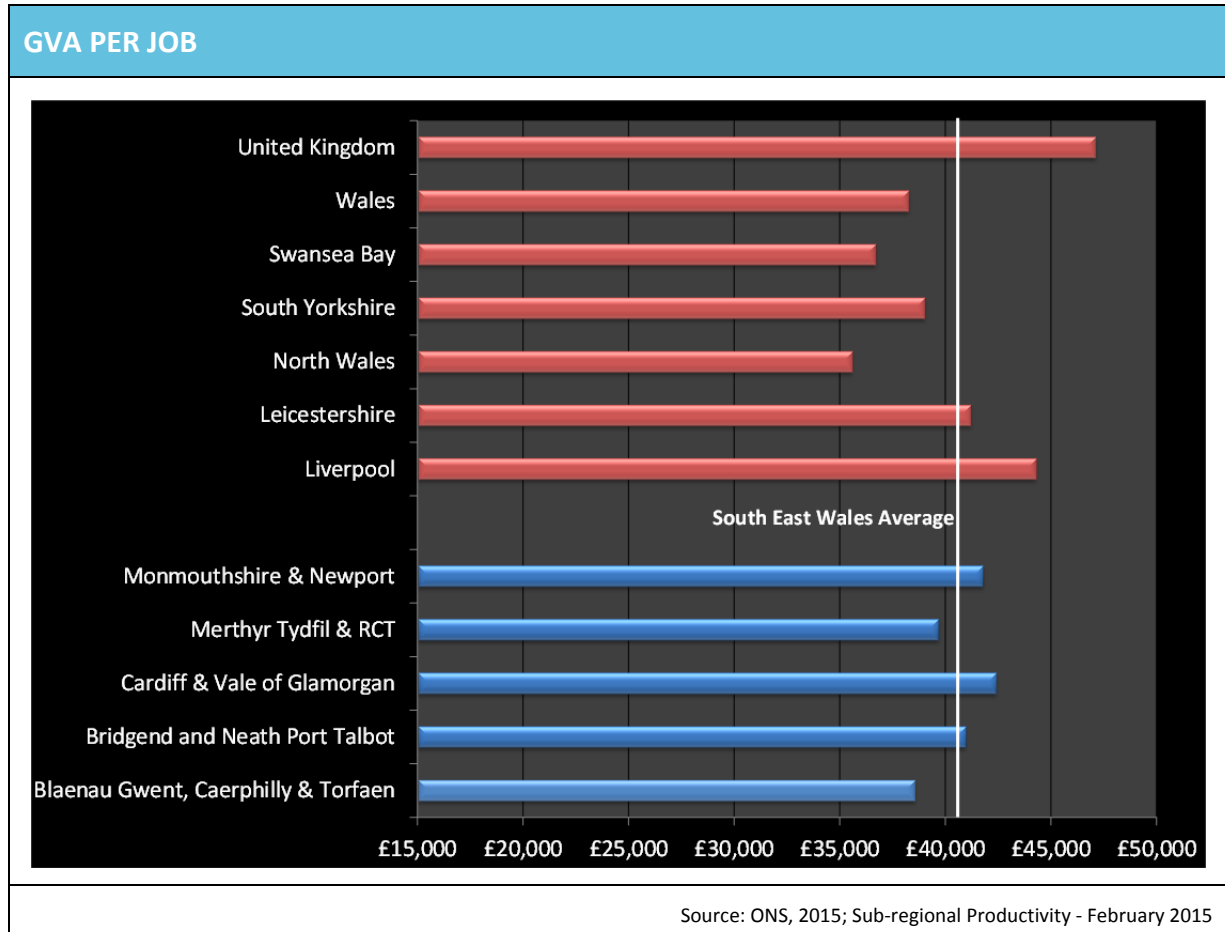 GVA PER JOB
United Kingdom
Wales
Swansea Bay
South Yorkshire
North Wales
Leicestershire
Liverpool
South East Wales Average
Monmouthshire & Newport
Merthyr Tydfil & RCT
Cardiff & Vale of Glamorgan
Bridgend and Neath Port Talbot
Blaenau Gwent, Caerphilly & Torfaen
£15,000 £20,000 £25,000 £30,000 £35,000 £40,000 £45,000 £50,000
Source: ONS, 2015; Sub-regional Productivity - February 2015